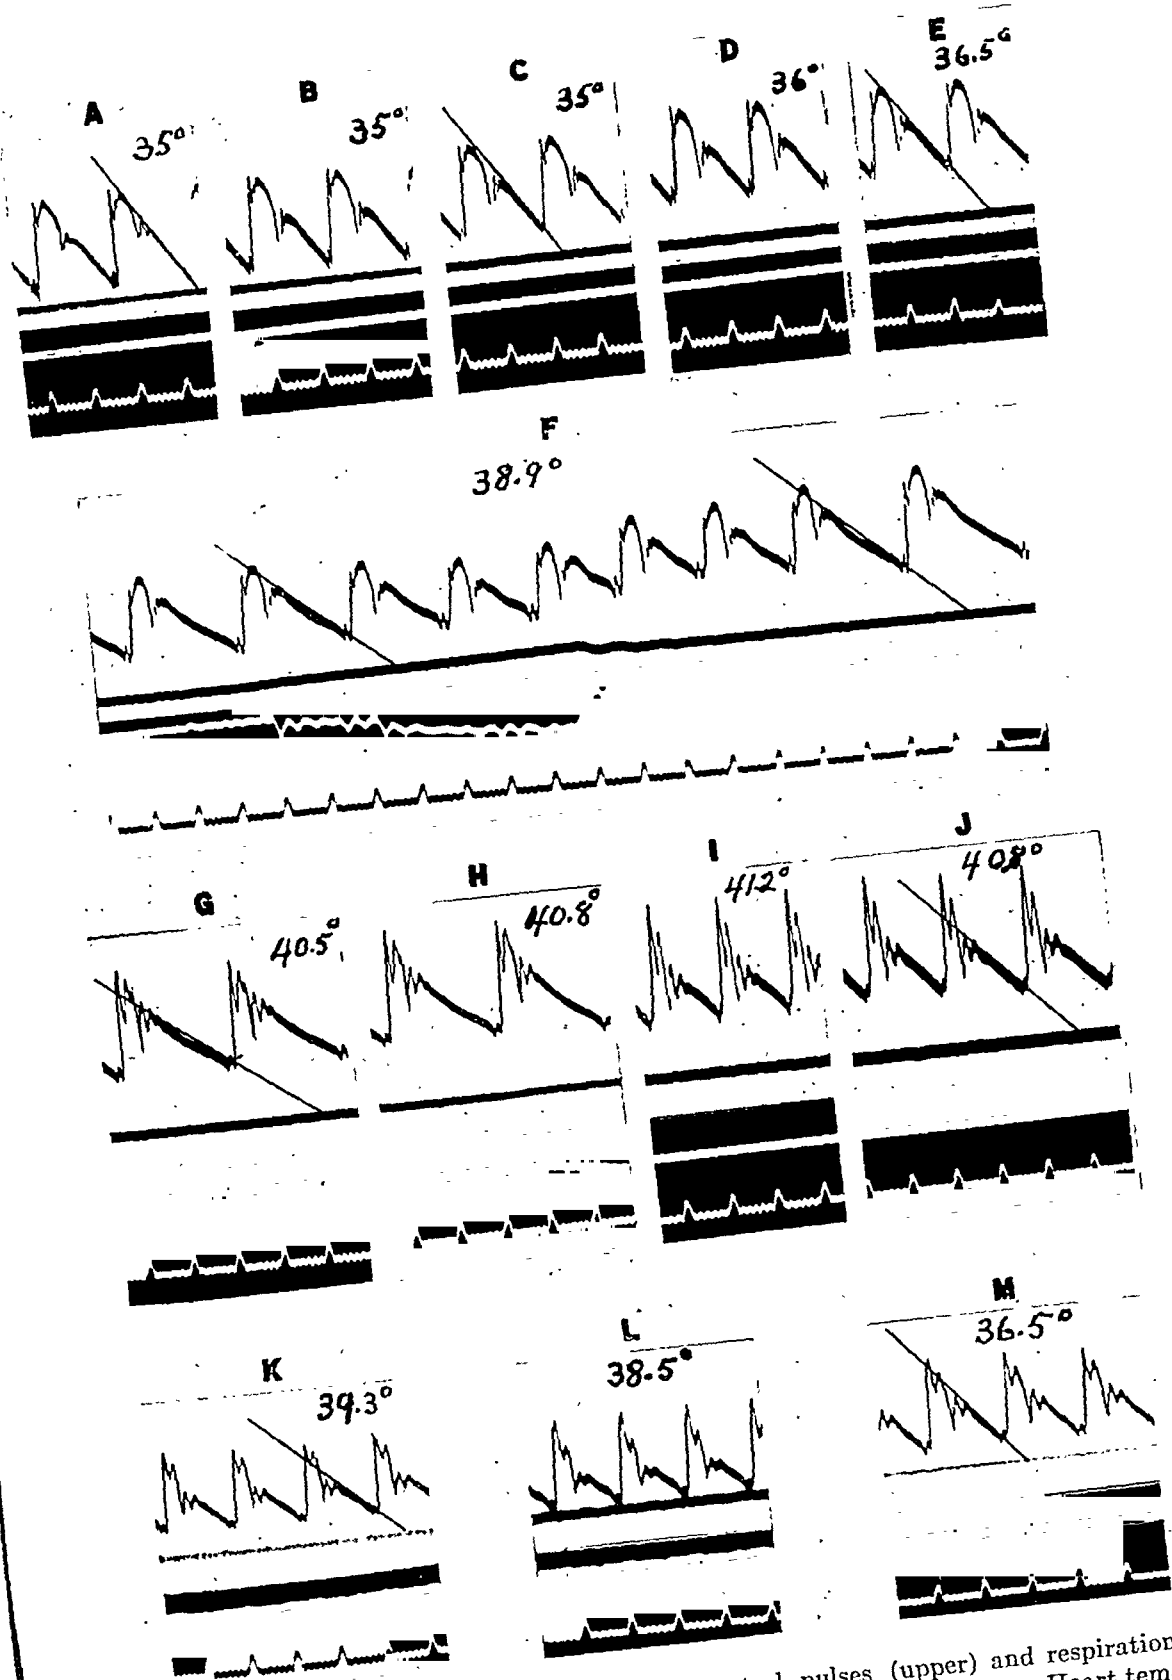 A
35°
B
35°
C
35°
D
36°
E
36.5°
F
38.9°
G
40.5°
H
40.8°
I
41.2°
J
K
39.3°
L
38.5°
M
36.5°
pulses (upper) and respiration
Heart tem